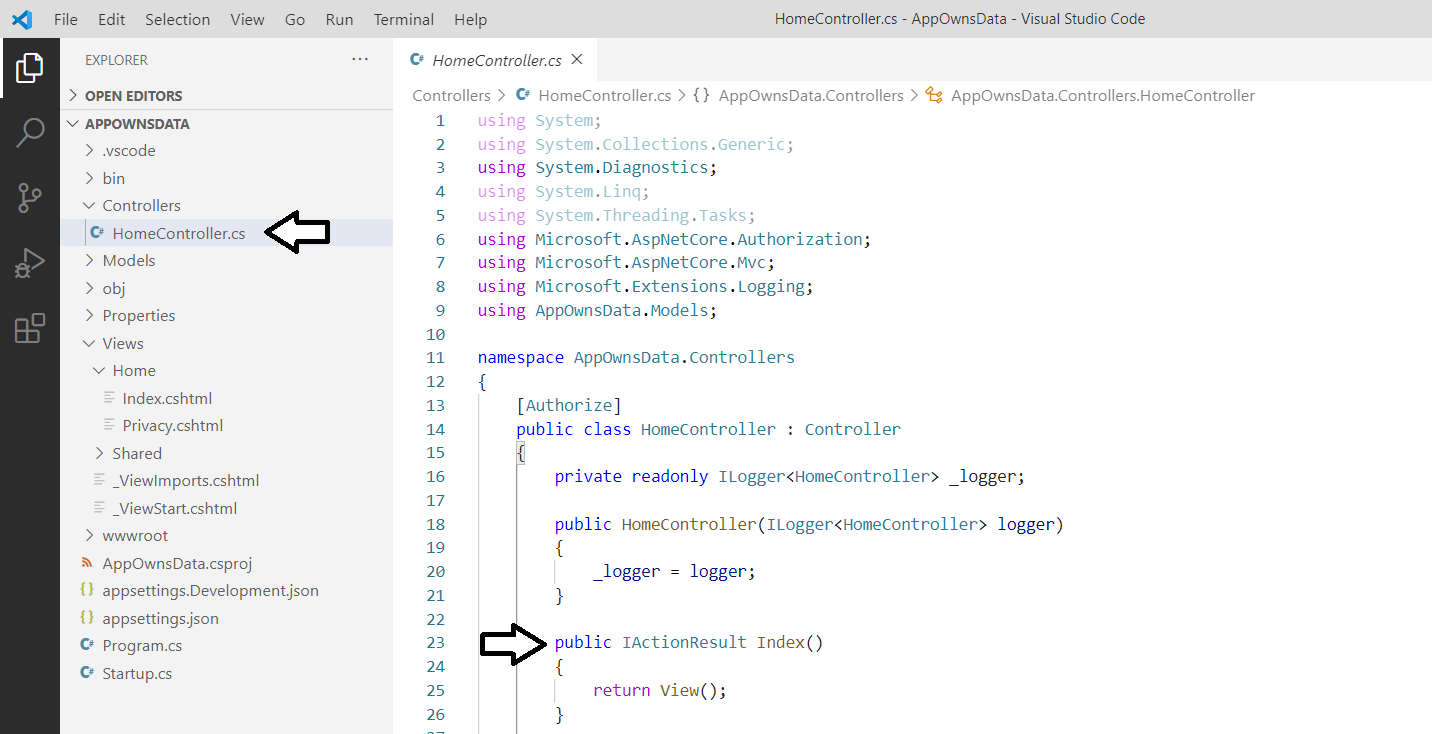 File Edit Selection View Go Run Terminal Help HomeController.cs - AppOwnsData - Visual Studio Code
EXPLORER ···
OPEN EDITORS
APPOWNSDATA
.vscode
bin
Controllers
HomeController.cs
Models
obj
Properties
Views
Home
Index.cshtml
Privacy.cshtml
Shared
_ViewImports.cshtml
_ViewStart.cshtml
wwwroot
AppOwnsData.csproj
{} appsettings.Development.json
{} appsettings.json
C# Program.cs
C# Startup.cs
C# HomeController.cs ×
Controllers > C# HomeController.cs > {} AppOwnsData.Controllers > AppOwnsData.Controllers.HomeController
1 using System;
2 using System.Collections.Generic;
3 using System.Diagnostics;
4 using System.Linq;
5 using System.Threading.Tasks;
6 using Microsoft.AspNetCore.Authorization;
7 using Microsoft.AspNetCore.Mvc;
8 using Microsoft.Extensions.Logging;
9 using AppOwnsData.Models;
10
11 namespace AppOwnsData.Controllers
12 {
13 [Authorize]
14 public class HomeController : Controller
15 {
16 private readonly ILogger<HomeController> _logger;
17
18 public HomeController(ILogger<HomeController> logger)
19 {
20 _logger = logger;
21 }
22
23 public IActionResult Index()
24 {
25 return View();
26 }